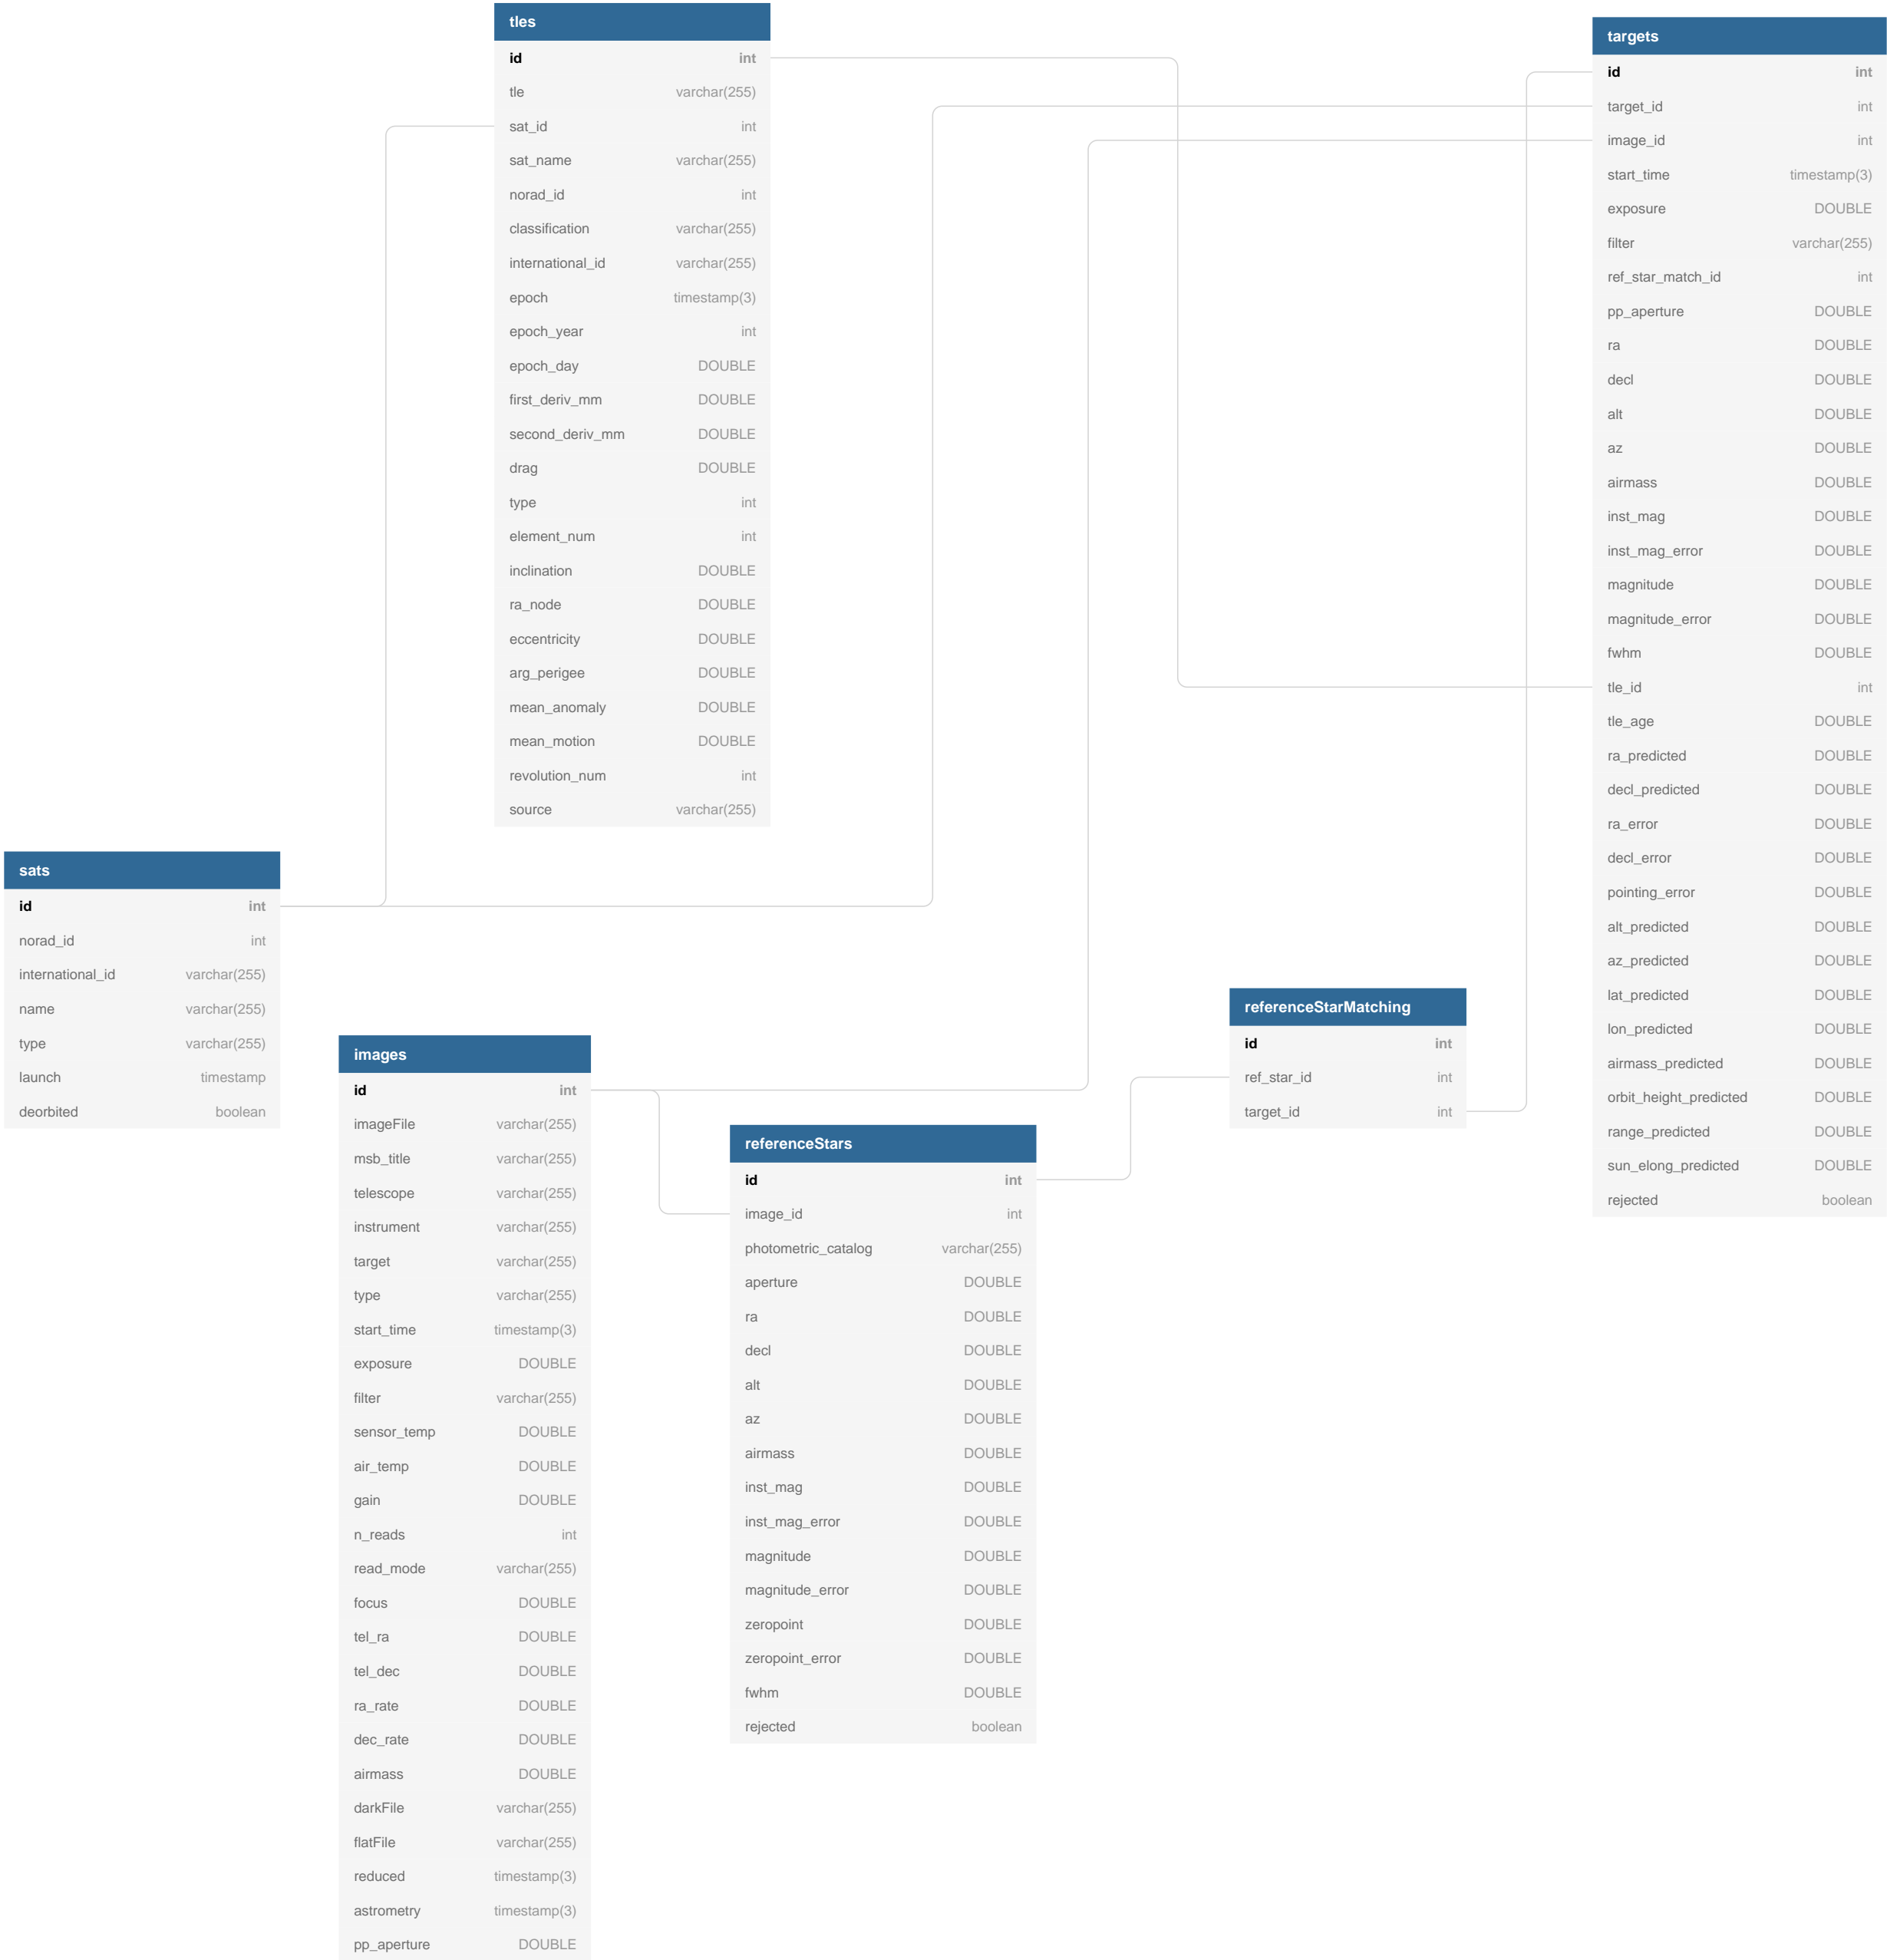 tles
id int
tle varchar(255)
sat_id int
sat_name varchar(255)
norad_id int
classification varchar(255)
international_id varchar(255)
epoch timestamp(3)
epoch_year int
epoch_day DOUBLE
first_deriv_mm DOUBLE
second_deriv_mm DOUBLE
drag DOUBLE
type int
element_num int
inclination DOUBLE
ra_node DOUBLE
eccentricity DOUBLE
arg_perigee DOUBLE
mean_anomaly DOUBLE
mean_motion DOUBLE
revolution_num int
source varchar(255)
targets
id int
target_id int
image_id int
start_time timestamp(3)
exposure DOUBLE
filter varchar(255)
ref_star_match_id int
pp_aperture DOUBLE
ra DOUBLE
decl DOUBLE
alt DOUBLE
az DOUBLE
airmass DOUBLE
inst_mag DOUBLE
inst_mag_error DOUBLE
magnitude DOUBLE
magnitude_error DOUBLE
fwhm DOUBLE
tle_id int
tle_age DOUBLE
ra_predicted DOUBLE
decl_predicted DOUBLE
ra_error DOUBLE
decl_error DOUBLE
pointing_error DOUBLE
alt_predicted DOUBLE
az_predicted DOUBLE
lat_predicted DOUBLE
lon_predicted DOUBLE
airmass_predicted DOUBLE
orbit_height_predicted DOUBLE
range_predicted DOUBLE
sun_elong_predicted DOUBLE
rejected boolean
sats
id int
norad_id int
international_id varchar(255)
name varchar(255)
type varchar(255)
launch timestamp
deorbited boolean
images
id int
imageFile varchar(255)
msb_title varchar(255)
telescope varchar(255)
instrument varchar(255)
target varchar(255)
type varchar(255)
start_time timestamp(3)
exposure DOUBLE
filter varchar(255)
sensor_temp DOUBLE
air_temp DOUBLE
gain DOUBLE
n_reads int
read_mode varchar(255)
focus DOUBLE
tel_ra DOUBLE
tel_dec DOUBLE
ra_rate DOUBLE
dec_rate DOUBLE
airmass DOUBLE
darkFile varchar(255)
flatFile varchar(255)
reduced timestamp(3)
astrometry timestamp(3)
pp_aperture DOUBLE
referenceStars
id int
image_id int
photometric_catalog varchar(255)
aperture DOUBLE
ra DOUBLE
decl DOUBLE
alt DOUBLE
az DOUBLE
airmass DOUBLE
inst_mag DOUBLE
inst_mag_error DOUBLE
magnitude DOUBLE
magnitude_error DOUBLE
zeropoint DOUBLE
zeropoint_error DOUBLE
fwhm DOUBLE
rejected boolean
referenceStarMatching
id int
ref_star_id int
target_id int